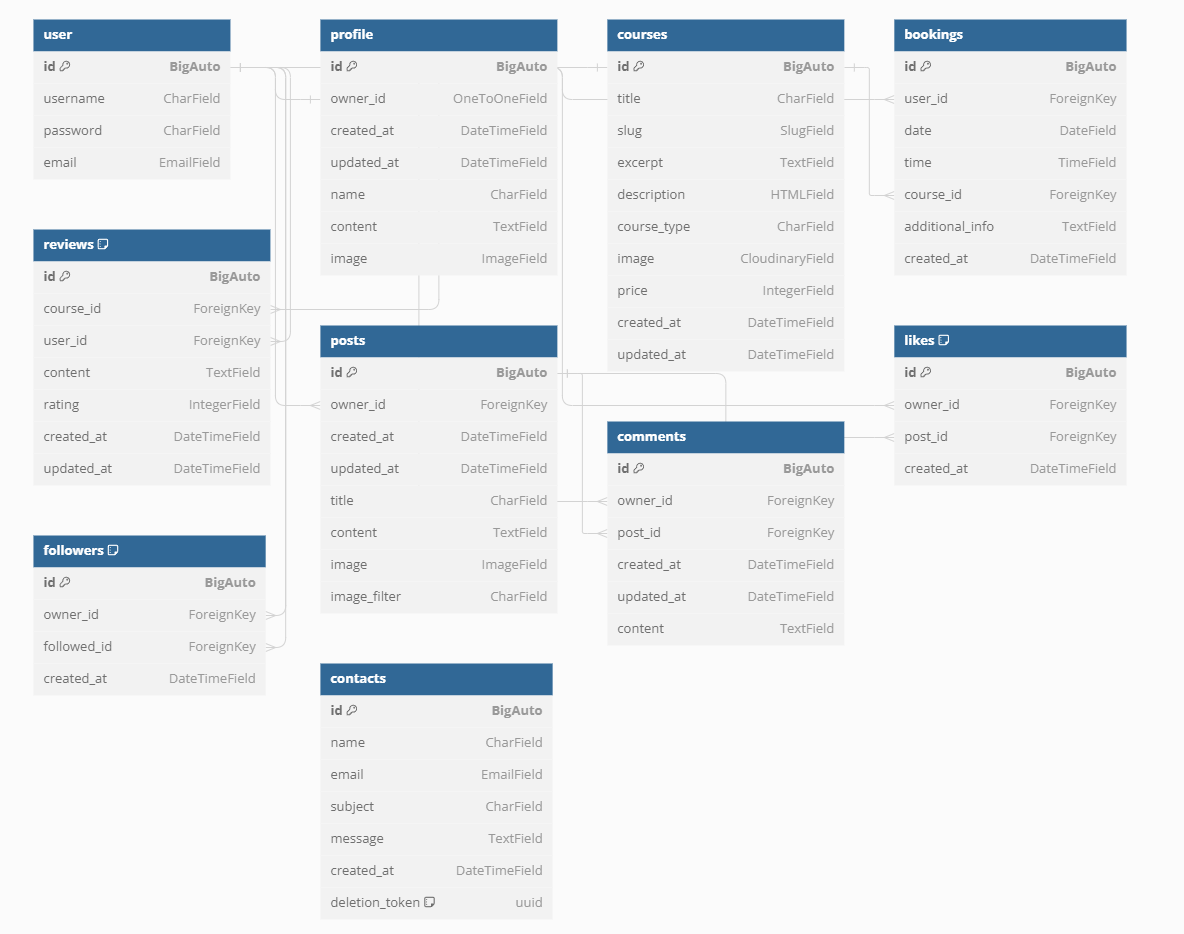 user
id BigAuto
username CharField
password CharField
email EmailField
profile
id BigAuto
owner_id OneToOneField
created_at DateTimeField
updated_at DateTimeField
name CharField
content TextField
image ImageField
courses
id BigAuto
title CharField
slug SlugField
excerpt TextField
description HTMLField
course_type CharField
image CloudinaryField
price IntegerField
created_at DateTimeField
updated_at DateTimeField
bookings
id BigAuto
user_id ForeignKey
date DateField
time TimeField
course_id ForeignKey
additional_info TextField
created_at DateTimeField
reviews
id BigAuto
course_id ForeignKey
user_id ForeignKey
content TextField
rating IntegerField
created_at DateTimeField
updated_at DateTimeField
posts
id BigAuto
owner_id ForeignKey
created_at DateTimeField
updated_at DateTimeField
title CharField
content TextField
image ImageField
image_filter CharField
comments
id BigAuto
owner_id ForeignKey
post_id ForeignKey
created_at DateTimeField
updated_at DateTimeField
content TextField
likes
id BigAuto
owner_id ForeignKey
post_id ForeignKey
created_at DateTimeField
followers
id BigAuto
owner_id ForeignKey
followed_id ForeignKey
created_at DateTimeField
contacts
id BigAuto
name CharField
email EmailField
subject CharField
message TextField
created_at DateTimeField
deletion_token uuid